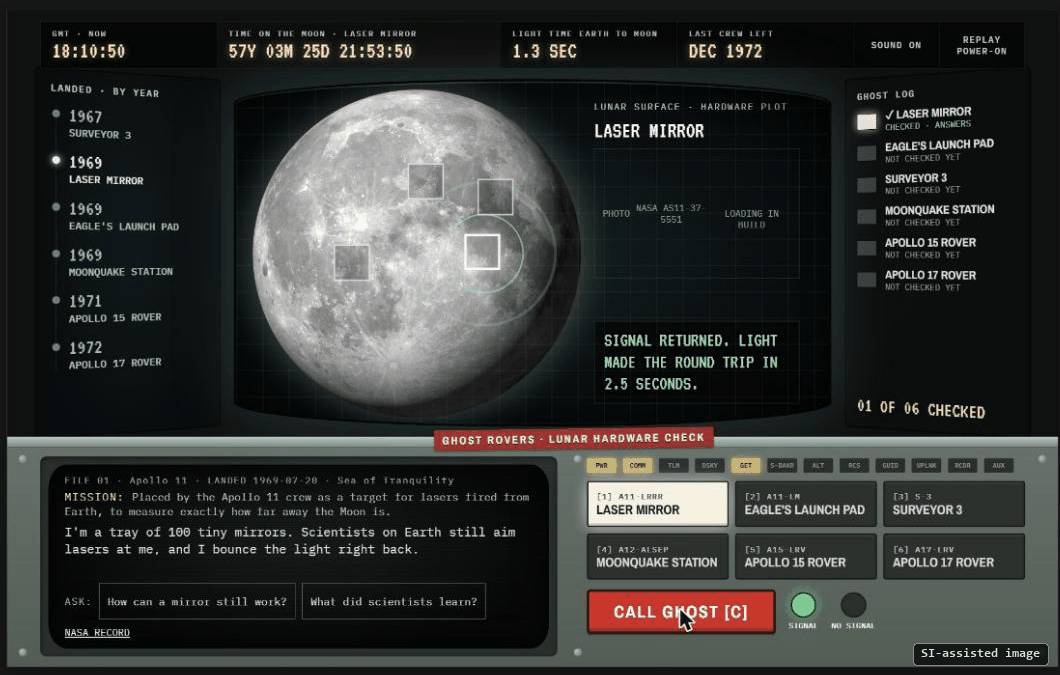 GMT · NOW
18:10:50
TIME ON THE MOON · LASER MIRROR
57Y 03M 25D 21:53:50
LIGHT TIME EARTH TO MOON
1.3 SEC
LAST CREW LEFT
DEC 1972
SOUND ON
REPLAY
POWER-ON
LANDED · BY YEAR
1967
SURVEYOR 3
1969
LASER MIRROR
1969
EAGLE'S LAUNCH PAD
1969
MOONQUAKE STATION
1971
APOLLO 15 ROVER
1972
APOLLO 17 ROVER
LUNAR SURFACE · HARDWARE PLOT
LASER MIRROR
PHOTO NASA AS11-37-5551 LOADING IN BUILD
SIGNAL RETURNED. LIGHT
MADE THE ROUND TRIP IN
2.5 SECONDS.
GHOST LOG
✓ LASER MIRROR
CHECKED · ANSWERS
EAGLE'S LAUNCH PAD
NOT CHECKED YET
SURVEYOR 3
NOT CHECKED YET
MOONQUAKE STATION
NOT CHECKED YET
APOLLO 15 ROVER
NOT CHECKED YET
APOLLO 17 ROVER
NOT CHECKED YET
01 OF 06 CHECKED
GHOST ROVERS · LUNAR HARDWARE CHECK
FILE 01 · Apollo 11 · LANDED 1969-07-20 · Sea of Tranquility
MISSION: Placed by the Apollo 11 crew as a target for lasers fired from
Earth, to measure exactly how far away the Moon is.
I'm a tray of 100 tiny mirrors. Scientists on Earth still aim
lasers at me, and I bounce the light right back.
ASK: How can a mirror still work? What did scientists learn?
NASA RECORD
PWR COMM TLM DSKY GET S-BAND ALT RCS GUID UPLNK RCDR AUX
[1] A11-LRRR
LASER MIRROR
[2] A11-LM
EAGLE'S LAUNCH PAD
[3] S-3
SURVEYOR 3
[4] A12-ALSEP
MOONQUAKE STATION
[5] A15-LRV
APOLLO 15 ROVER
[6] A17-LRV
APOLLO 17 ROVER
CALL GHOST [C]
SIGNAL
NO SIGNAL
SI-assisted image